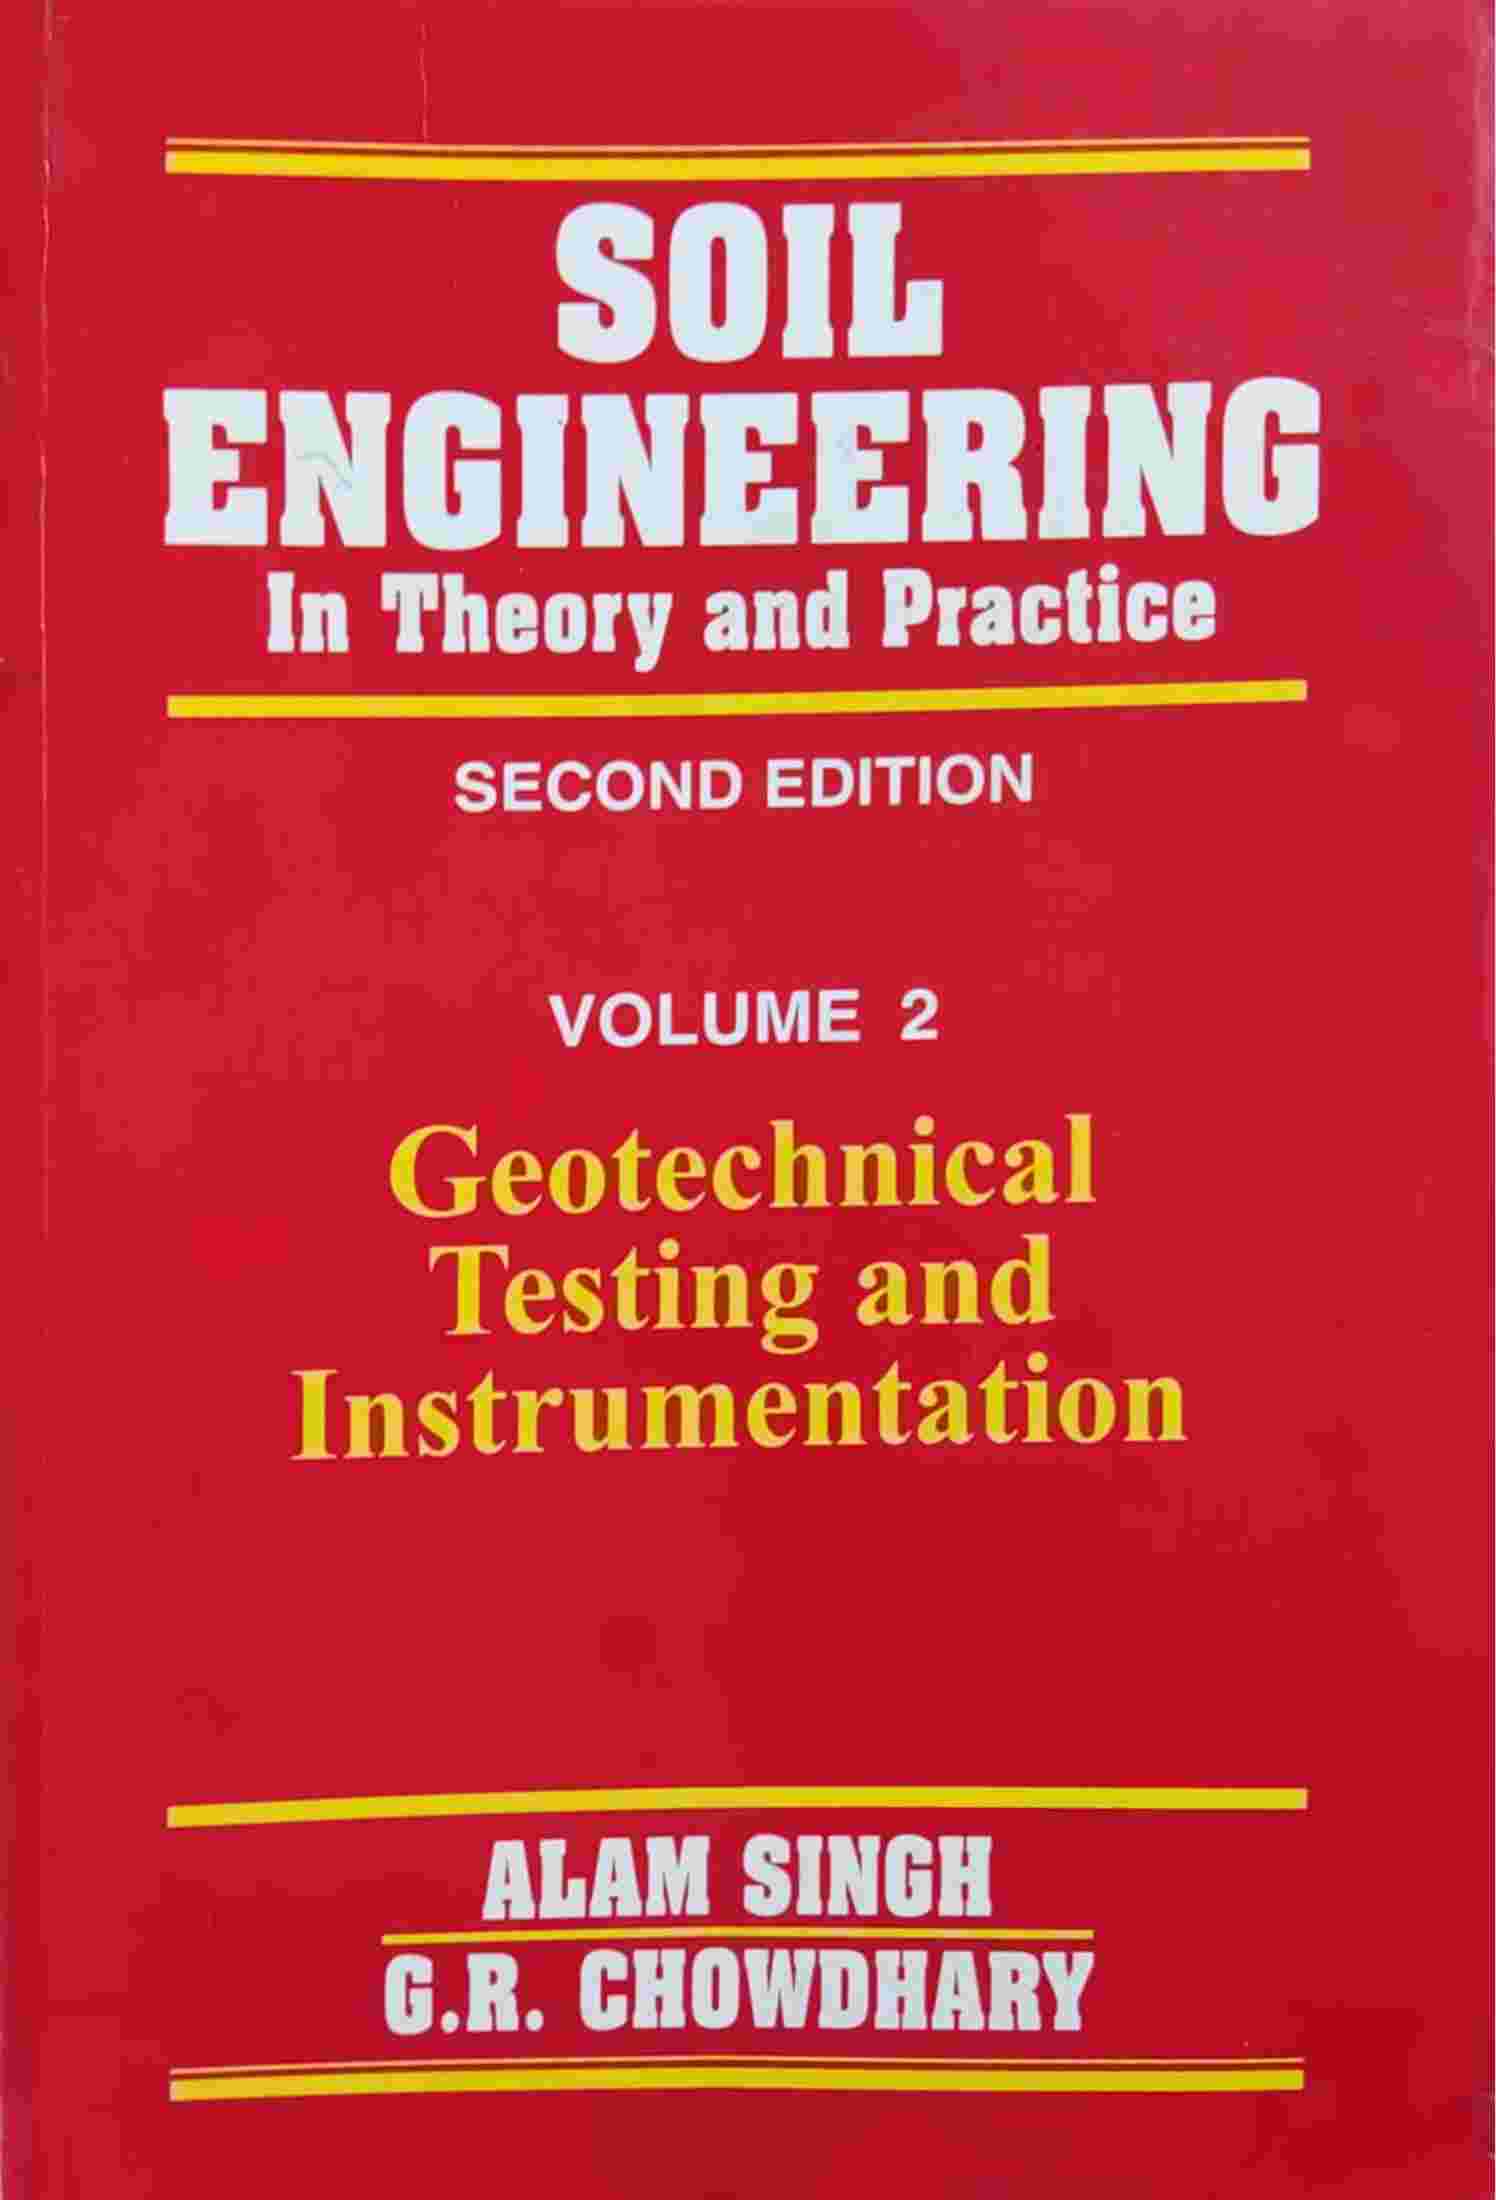 SOIL
ENGINEERING
In Theory and Practice
SECOND EDITION
VOLUME 2
Geotechnical
Testing and
Instrumentation
ALAM SINGH
G.R. CHOWDHARY